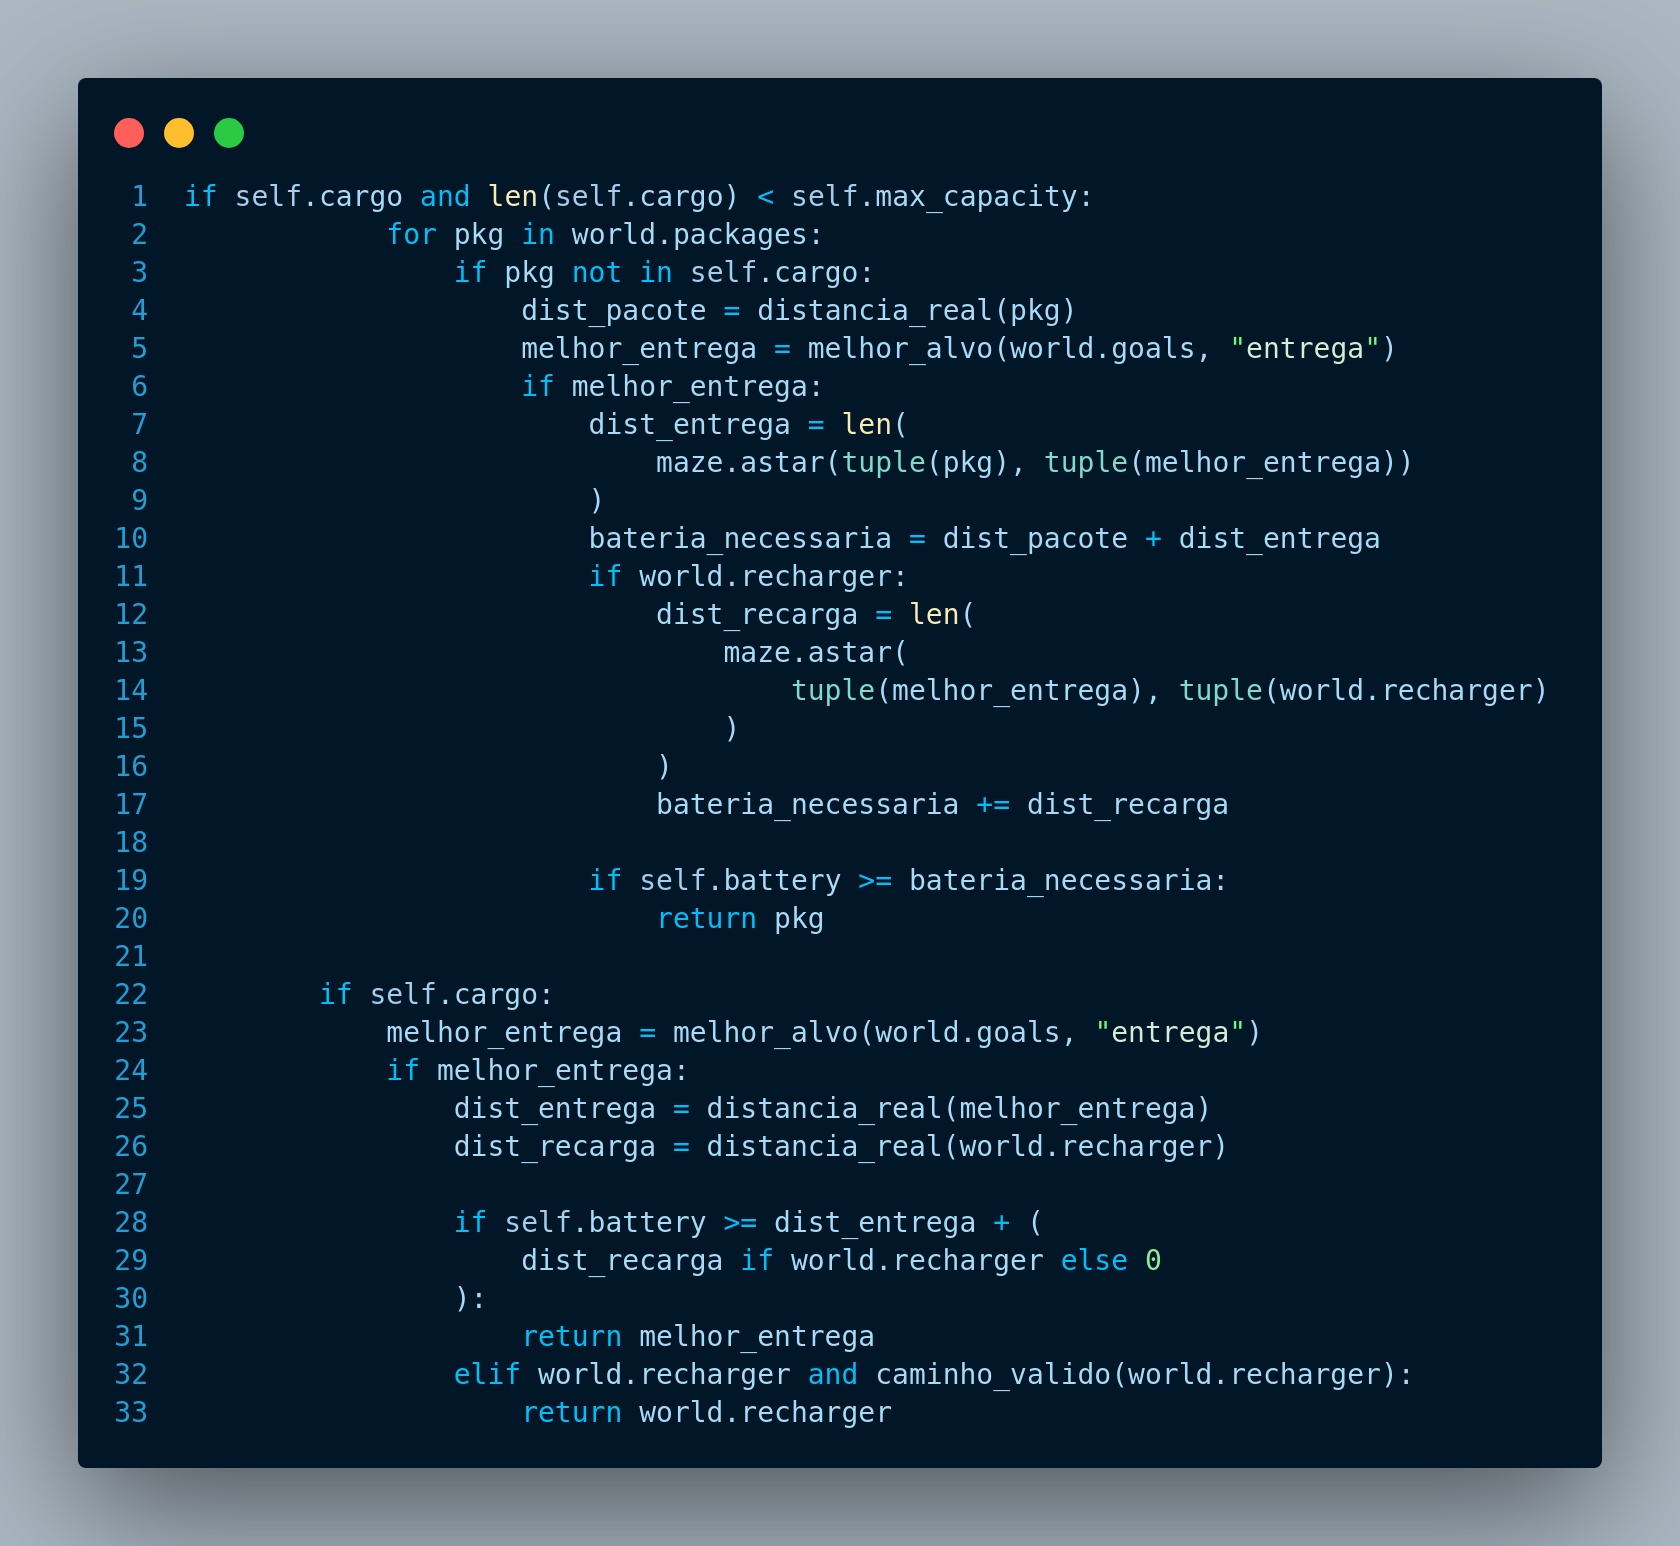 1 if self.cargo and len(self.cargo) < self.max_capacity:
2             for pkg in world.packages:
3                 if pkg not in self.cargo:
4                     dist_pacote = distancia_real(pkg)
5                     melhor_entrega = melhor_alvo(world.goals, "entrega")
6                     if melhor_entrega:
7                         dist_entrega = len(
8                             maze.astar(tuple(pkg), tuple(melhor_entrega))
9                         )
10                         bateria_necessaria = dist_pacote + dist_entrega
11                         if world.recharger:
12                             dist_recarga = len(
13                                 maze.astar(
14                                     tuple(melhor_entrega), tuple(world.recharger)
15                                 )
16                             )
17                             bateria_necessaria += dist_recarga
18
19                         if self.battery >= bateria_necessaria:
20                             return pkg
21
22         if self.cargo:
23             melhor_entrega = melhor_alvo(world.goals, "entrega")
24             if melhor_entrega:
25                 dist_entrega = distancia_real(melhor_entrega)
26                 dist_recarga = distancia_real(world.recharger)
27
28                 if self.battery >= dist_entrega + (
29                     dist_recarga if world.recharger else 0
30                 ):
31                     return melhor_entrega
32                 elif world.recharger and caminho_valido(world.recharger):
33                     return world.recharger